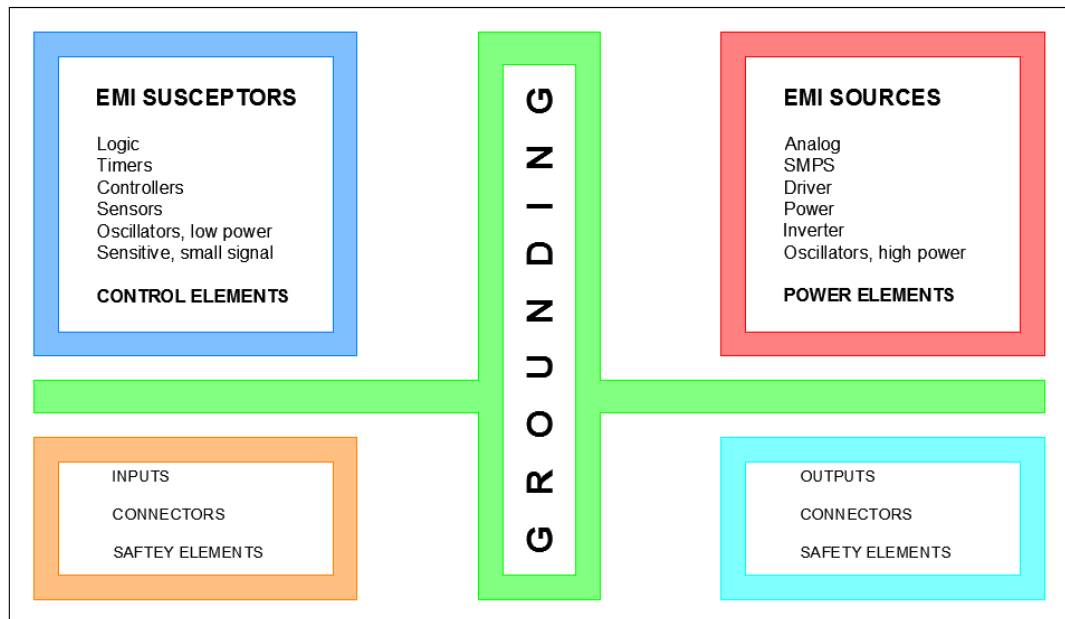 EMI SUSCEPTORS
Logic
Timers
Controllers
Sensors
Oscillators, low power
Sensitive, small signal
CONTROL ELEMENTS
GROUNDING
EMI SOURCES
Analog
SMPS
Driver
Power
Inverter
Oscillators, high power
POWER ELEMENTS
INPUTS
CONNECTORS
SAFTEY ELEMENTS
OUTPUTS
CONNECTORS
SAFETY ELEMENTS